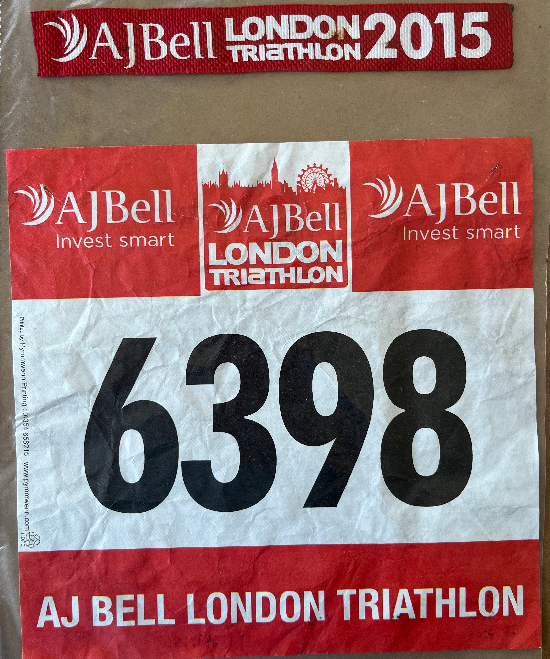 AJBell LONDON TRIATHLON 2015
AJBell
Invest smart
AJBell
LONDON
TRIATHLON
AJBell
Invest smart
6398
AJ BELL LONDON TRIATHLON